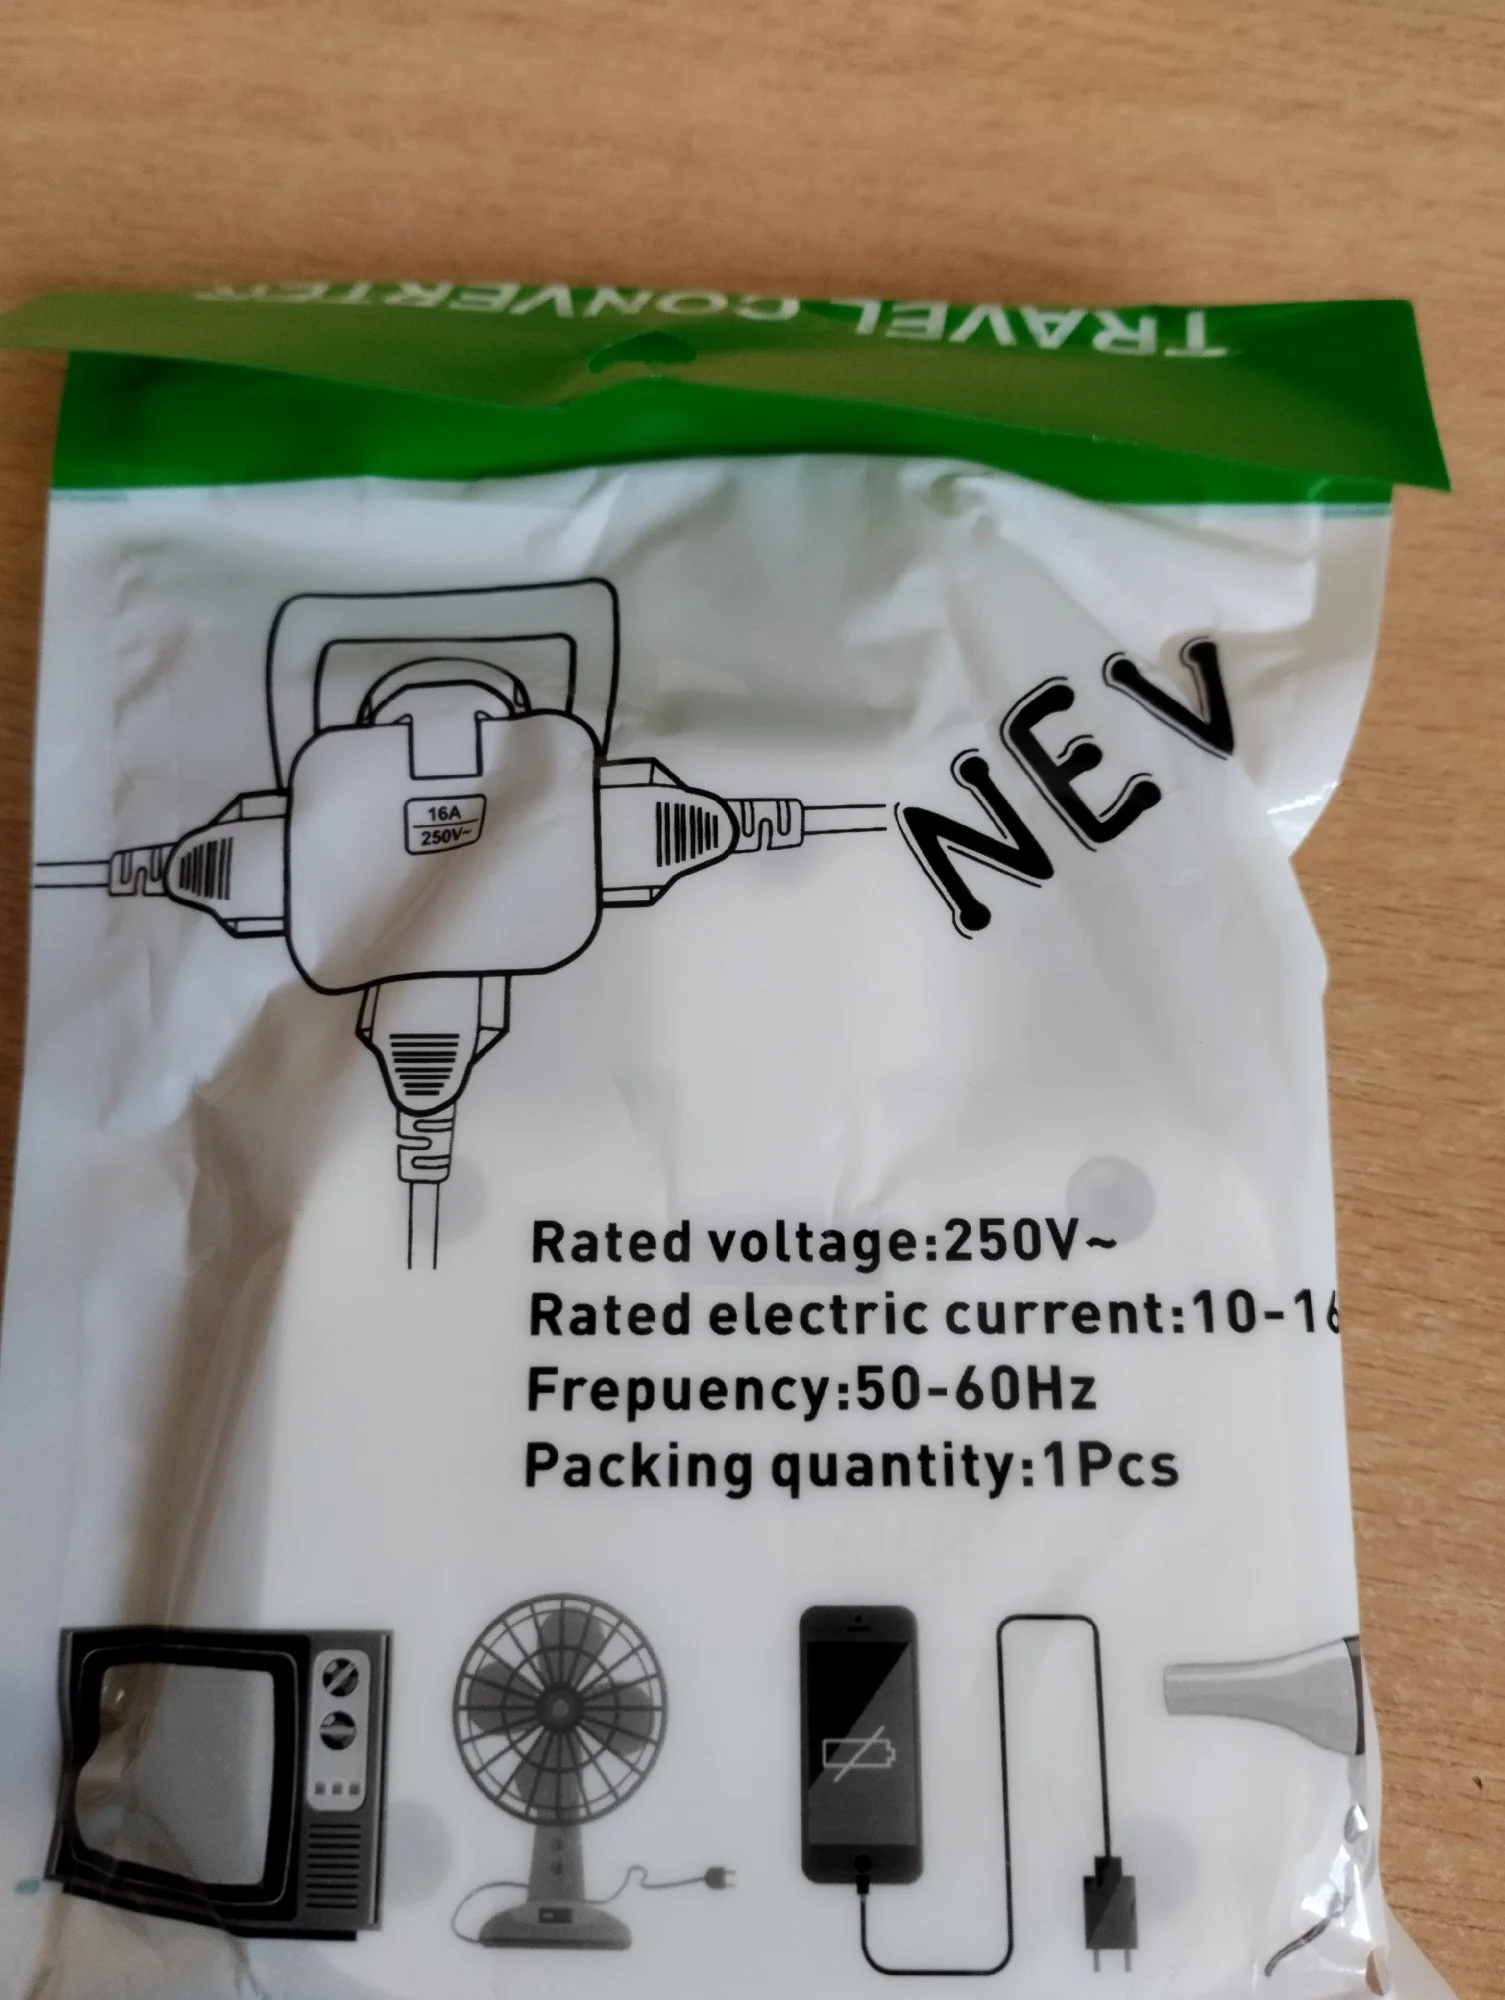 TRAVEL CONVERTER
NEV
16A
250V~
Rated voltage:250V~
Rated electric current:10-16
Frepuency:50-60Hz
Packing quantity:1Pcs